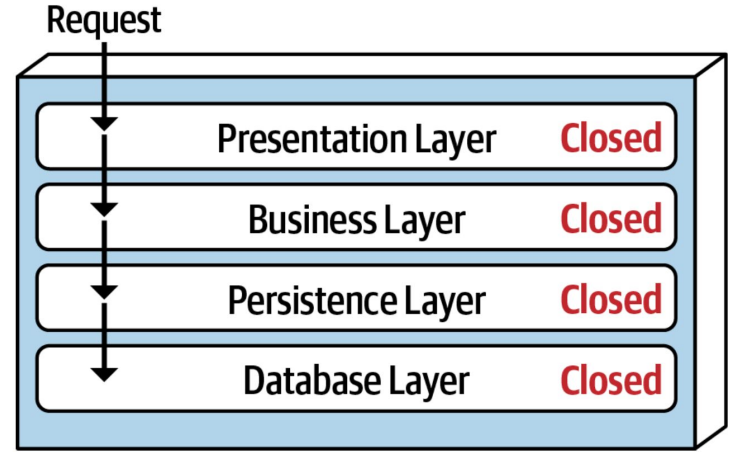 Request
Presentation Layer Closed
Business Layer Closed
Persistence Layer Closed
Database Layer Closed